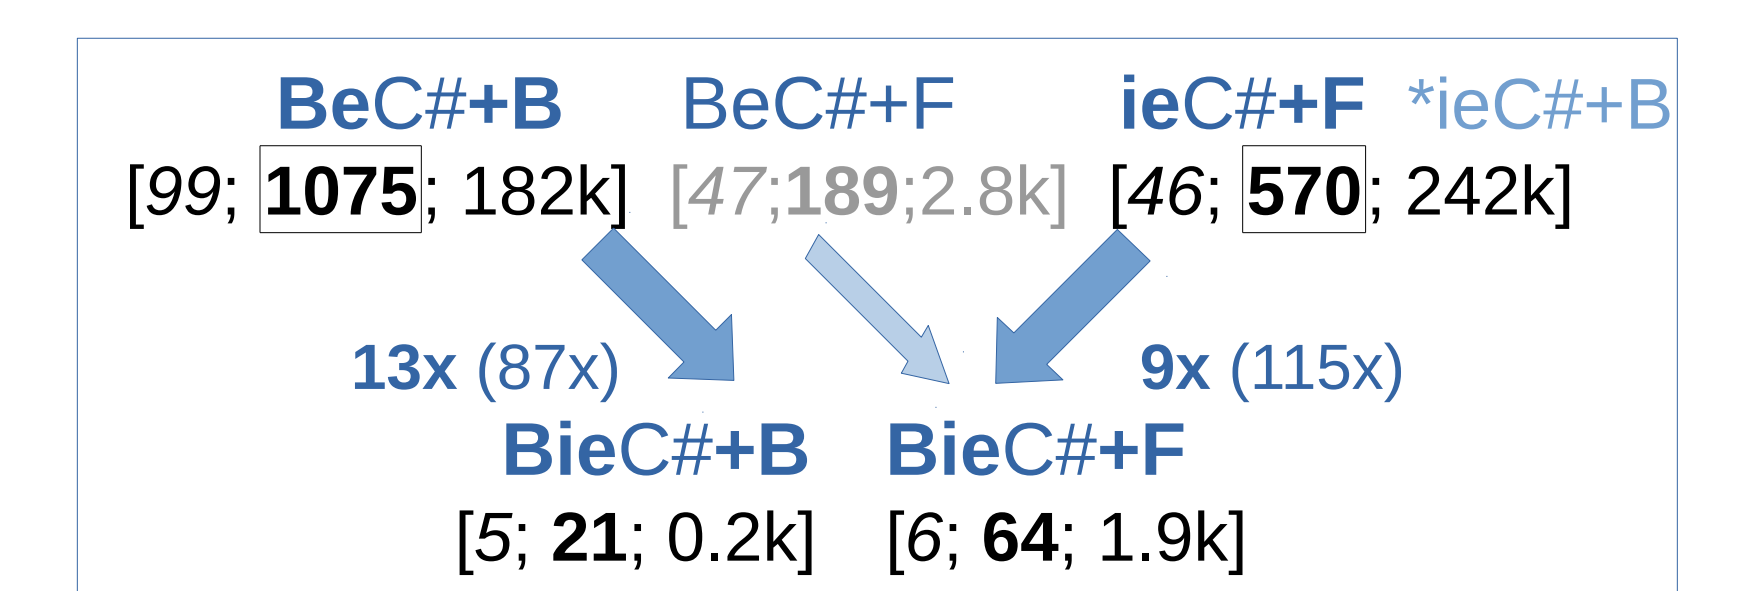 BeC#+B BeC#+F ieC#+F *ieC#+B
[99; 1075; 182k] [47;189;2.8k] [46; 570; 242k]
13x (87x) 9x (115x)
BieC#+B BieC#+F
[5; 21; 0.2k] [6; 64; 1.9k]